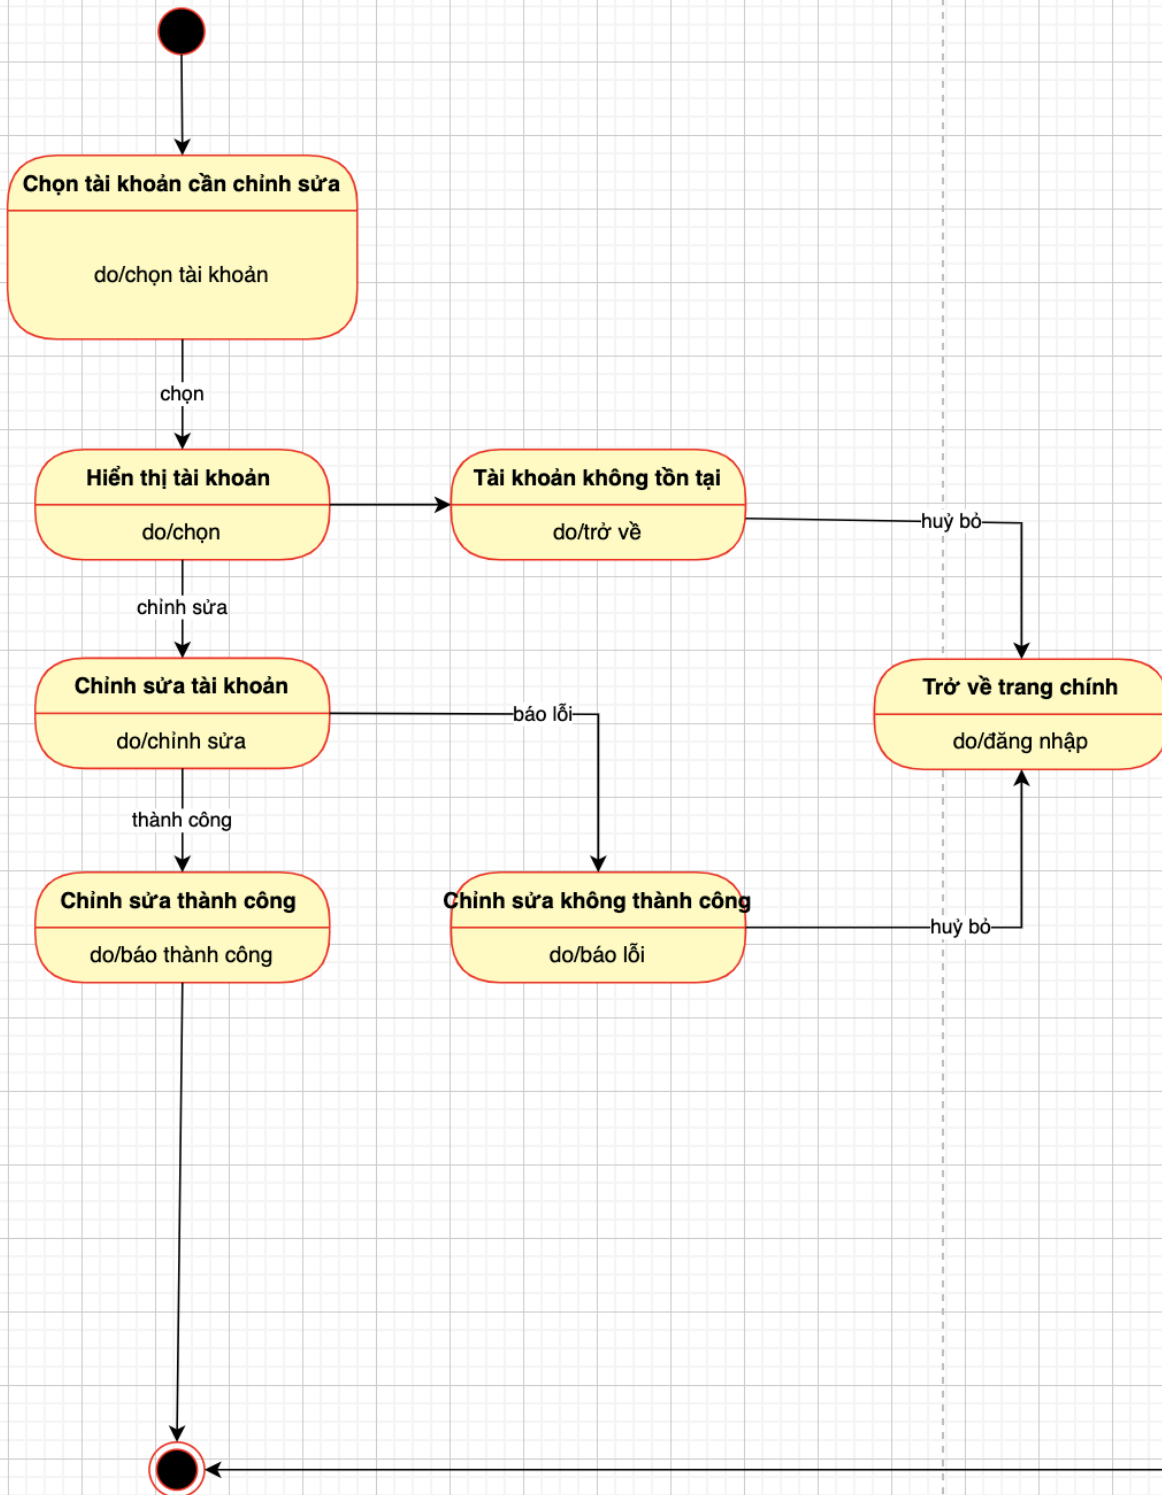 Chọn tài khoản cần chỉnh sửa
do/chọn tài khoản
chọn
Hiển thị tài khoản
do/chọn
Tài khoản không tồn tại
do/trở về
huỷ bỏ
chỉnh sửa
Chỉnh sửa tài khoản
do/chỉnh sửa
báo lỗi
Trở về trang chính
do/đăng nhập
thành công
Chỉnh sửa thành công
do/báo thành công
Chỉnh sửa không thành công
do/báo lỗi
huỷ bỏ